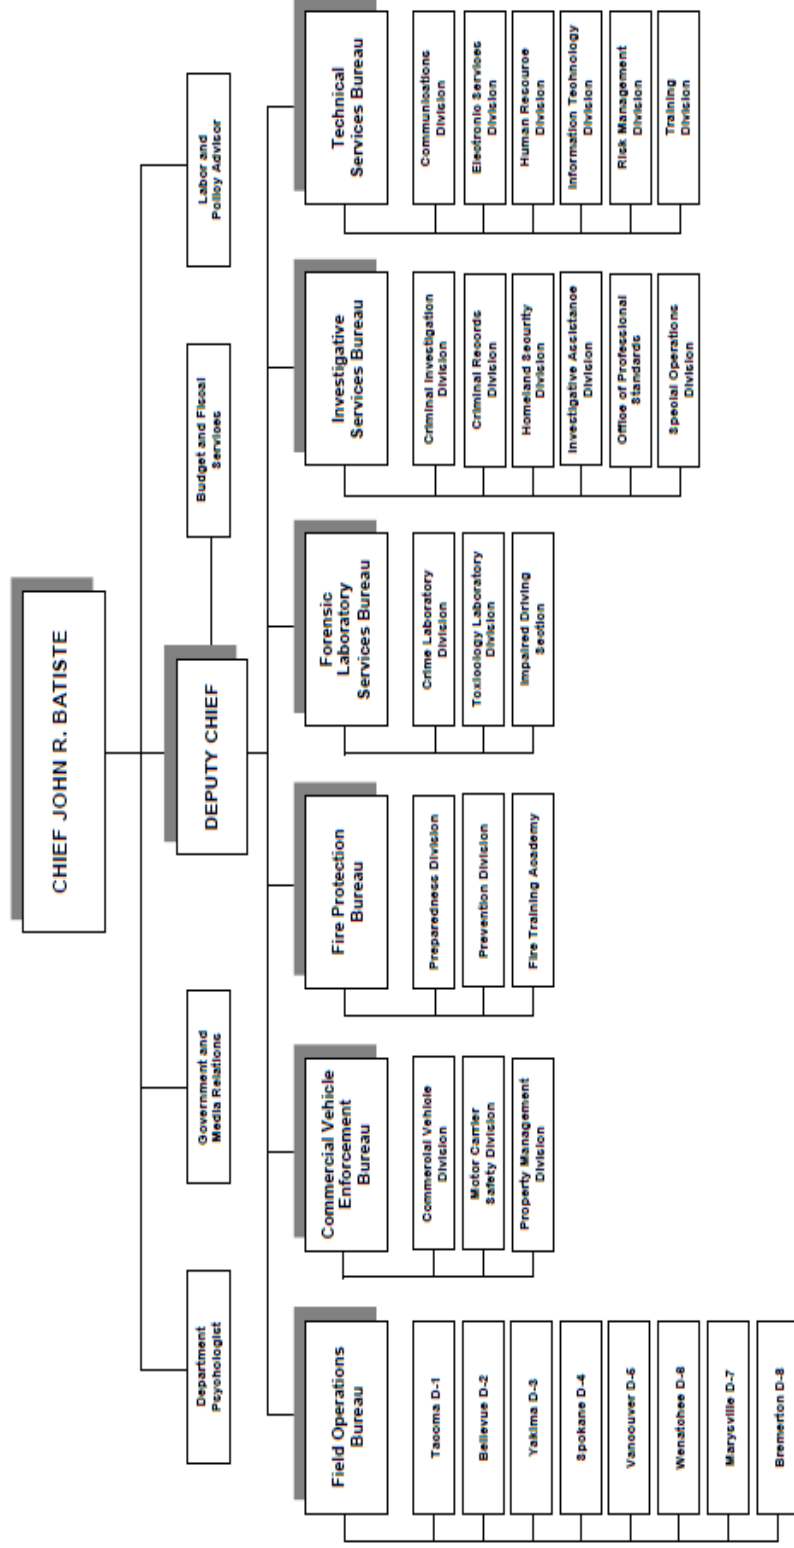 CHIEF JOHN R. BATISTE
Department
Psychologist
Government and
Media Relations
DEPUTY CHIEF
Budget and Fiscal
Services
Labor and
Policy Advisor
Field Operations
Bureau
Tacoma D-1
Bellevue D-2
Yakima D-3
Spokane D-4
Vancouver D-5
Wenatchee D-6
Marysville D-7
Bremerton D-8
Commercial Vehicle
Enforcement
Bureau
Commercial Vehicle
Division
Motor Carrier
Safety Division
Property Management
Division
Fire Protection
Bureau
Preparedness Division
Prevention Division
Fire Training Academy
Forensic
Laboratory
Services Bureau
Crime Laboratory
Division
Toxicology Laboratory
Division
Impaired Driving
Section
Investigative
Services Bureau
Criminal Investigation
Division
Criminal Records
Division
Homeland Security
Division
Investigative Assistance
Division
Office of Professional
Standards
Special Operations
Division
Technical
Services Bureau
Communications
Division
Electronic Services
Division
Human Resource
Division
Information Technology
Division
Risk Management
Division
Training
Division